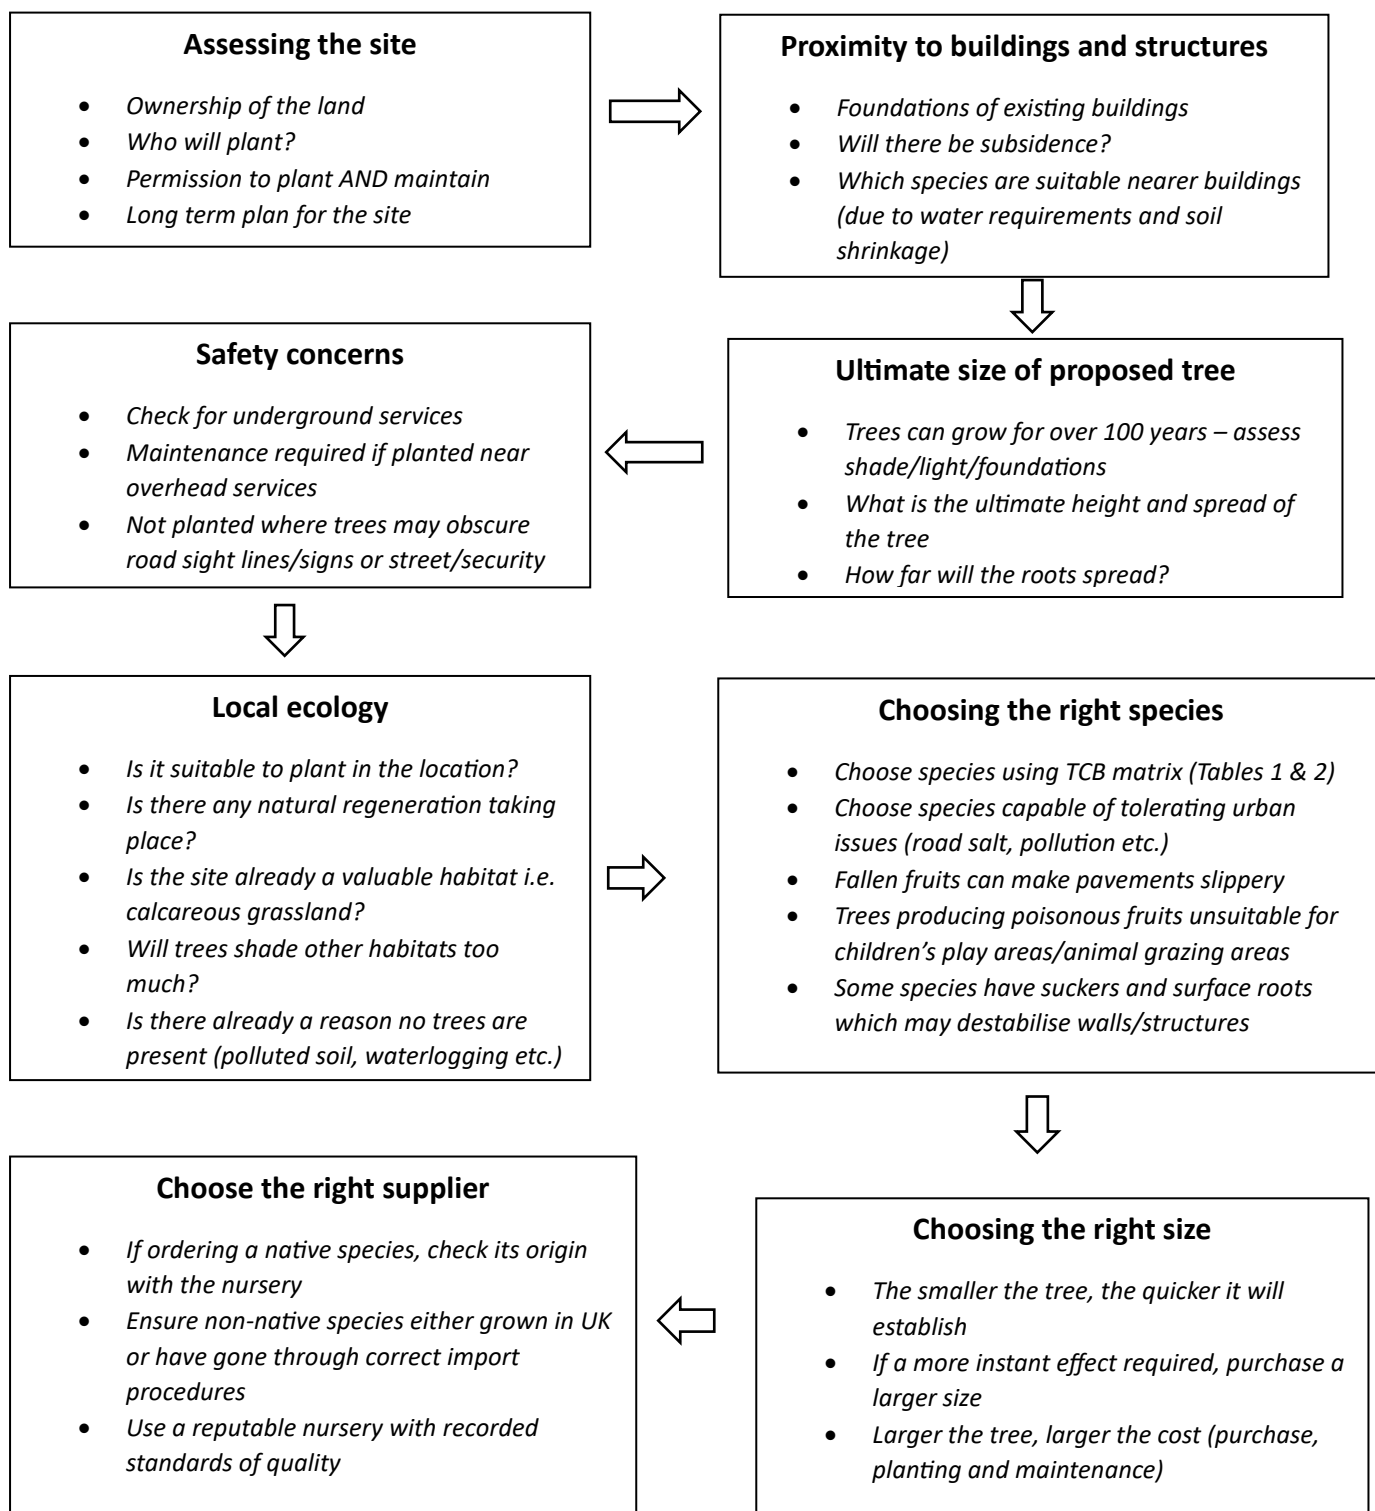 Assessing the site
• Ownership of the land
• Who will plant?
• Permission to plant AND maintain
• Long term plan for the site
Proximity to buildings and structures
• Foundations of existing buildings
• Will there be subsidence?
• Which species are suitable nearer buildings
(due to water requirements and soil
shrinkage)
Ultimate size of proposed tree
• Trees can grow for over 100 years – assess
shade/light/foundations
• What is the ultimate height and spread of
the tree
• How far will the roots spread?
Safety concerns
• Check for underground services
• Maintenance required if planted near
overhead services
• Not planted where trees may obscure
road sight lines/signs or street/security
Local ecology
• Is it suitable to plant in the location?
• Is there any natural regeneration taking
place?
• Is the site already a valuable habitat i.e.
calcareous grassland?
• Will trees shade other habitats too
much?
• Is there already a reason no trees are
present (polluted soil, waterlogging etc.)
Choosing the right species
• Choose species using TCB matrix (Tables 1 & 2)
• Choose species capable of tolerating urban
issues (road salt, pollution etc.)
• Fallen fruits can make pavements slippery
• Trees producing poisonous fruits unsuitable for
children’s play areas/animal grazing areas
• Some species have suckers and surface roots
which may destabilise walls/structures
Choosing the right size
• The smaller the tree, the quicker it will
establish
• If a more instant effect required, purchase a
larger size
• Larger the tree, larger the cost (purchase,
planting and maintenance)
Choose the right supplier
• If ordering a native species, check its origin
with the nursery
• Ensure non-native species either grown in UK
or have gone through correct import
procedures
• Use a reputable nursery with recorded
standards of quality